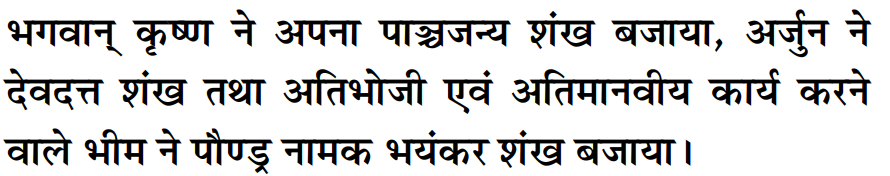 भगवान् कृष्ण ने अपना पाञ्चजन्य शंख बजाया, अर्जुन ने
देवदत्त शंख तथा अतिभोजी एवं अतिमानवीय कार्य करने
वाले भीम ने पौण्ड्र नामक भयंकर शंख बजाया।